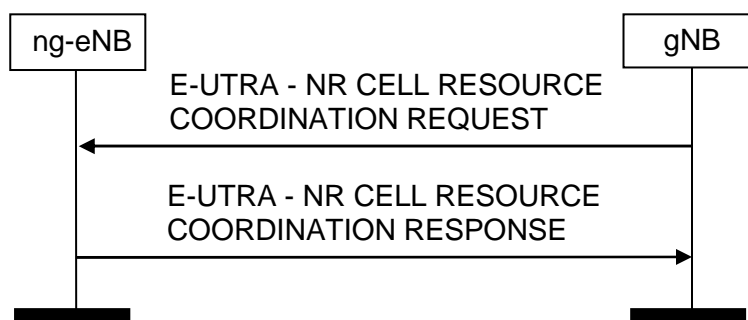 ng-eNB
gNB
E-UTRA - NR CELL RESOURCE
COORDINATION REQUEST
E-UTRA - NR CELL RESOURCE
COORDINATION RESPONSE